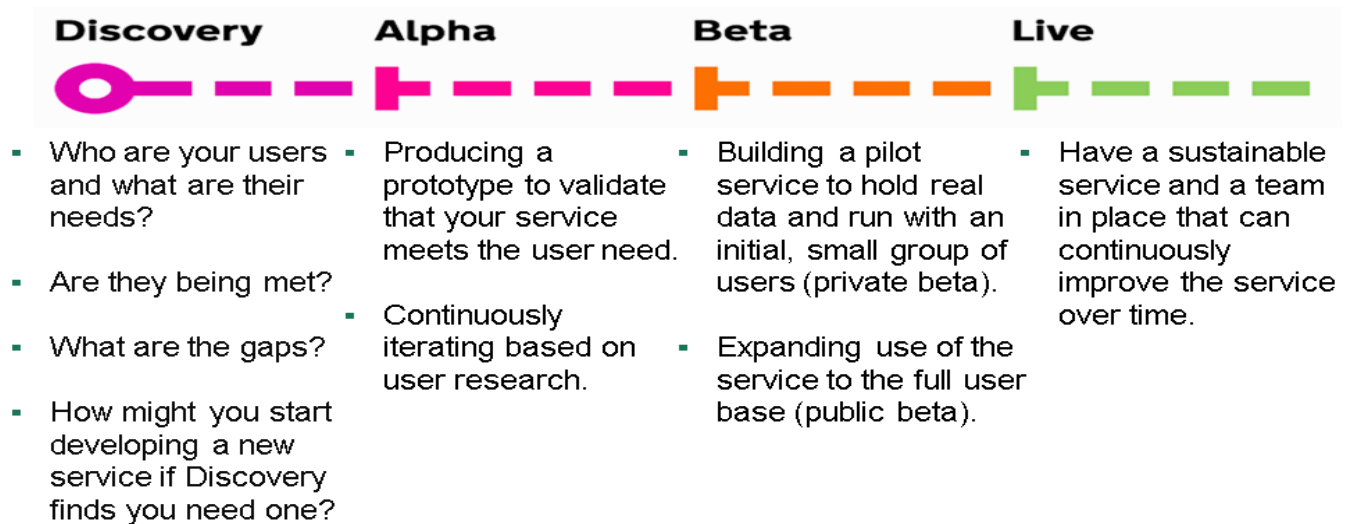 Discovery
Alpha
Beta
Live
▪ Who are your users
and what are their
needs?
▪ Are they being met?
▪ What are the gaps?
▪ How might you start
developing a new
service if Discovery
finds you need one?
▪ Producing a
prototype to validate
that your service
meets the user need.
▪ Continuously
iterating based on
user research.
▪ Building a pilot
service to hold real
data and run with an
initial, small group of
users (private beta).
▪ Expanding use of the
service to the full user
base (public beta).
▪ Have a sustainable
service and a team
in place that can
continuously
improve the service
over time.